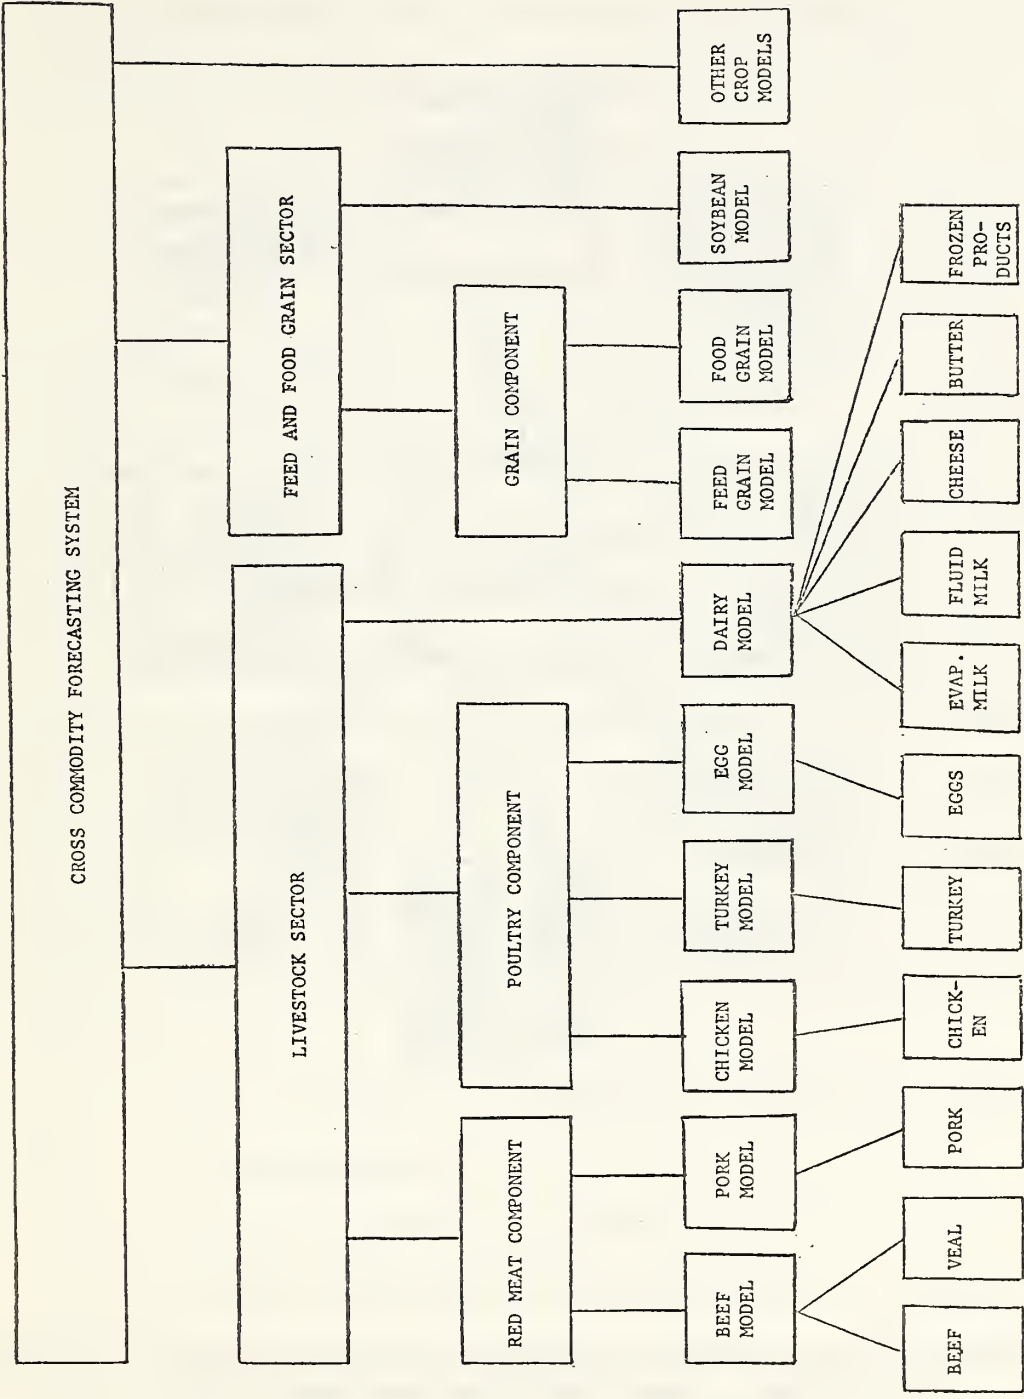 CROSS COMMODITY FORECASTING SYSTEM
LIVESTOCK SECTOR
FEED AND FOOD GRAIN SECTOR
RED MEAT COMPONENT
POULTRY COMPONENT
GRAIN COMPONENT
BEEF
MODEL
PORK
MODEL
CHICKEN
MODEL
TURKEY
MODEL
EGG
MODEL
DAIRY
MODEL
FEED
GRAIN
MODEL
FOOD
GRAIN
MODEL
SOYBEAN
MODEL
OTHER
CROP
MODELS
BEEF
VEAL
PORK
CHICK-
EN
TURKEY
EGGS
EVAP.
MILK
FLUID
MILK
CHEESE
BUTTER
FROZEN
PRO-
DUCTS